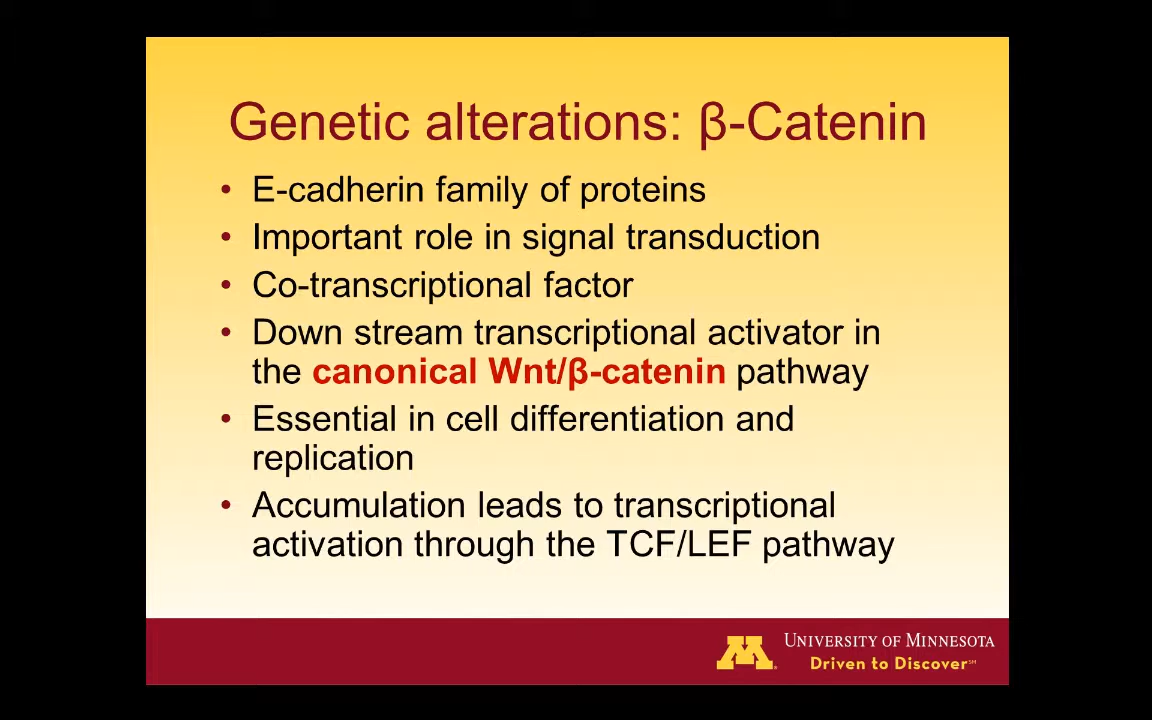 Genetic alterations: β-Catenin
• E-cadherin family of proteins
• Important role in signal transduction
• Co-transcriptional factor
• Down stream transcriptional activator in
the canonical Wnt/β-catenin pathway
• Essential in cell differentiation and
replication
• Accumulation leads to transcriptional
activation through the TCF/LEF pathway
M
UNIVERSITY OF MINNESOTA
Driven to Discover℠